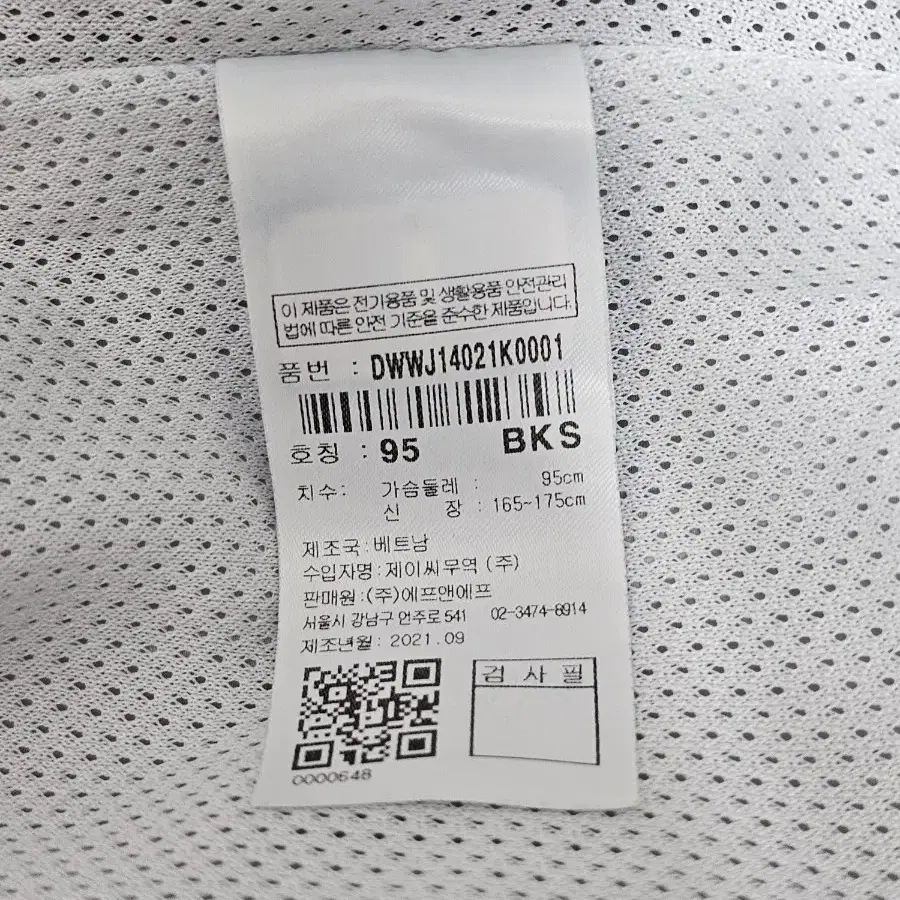 이 제품은 전기용품 및 생활용품 안전관리
법에 따른 안전 기준을 준수한 제품입니다.
품번 : DWWJ14021K0001
호칭 : 95 BKS
치수: 가슴둘레 : 95cm
신 장 : 165~175cm
제조국:베트남
수입자명:제이씨무역 (주)
판매원:(주)에프앤에프
서울시 강남구 언주로 541 02-3474-8914
제조년월: 2021.09
검 사 필
0000648